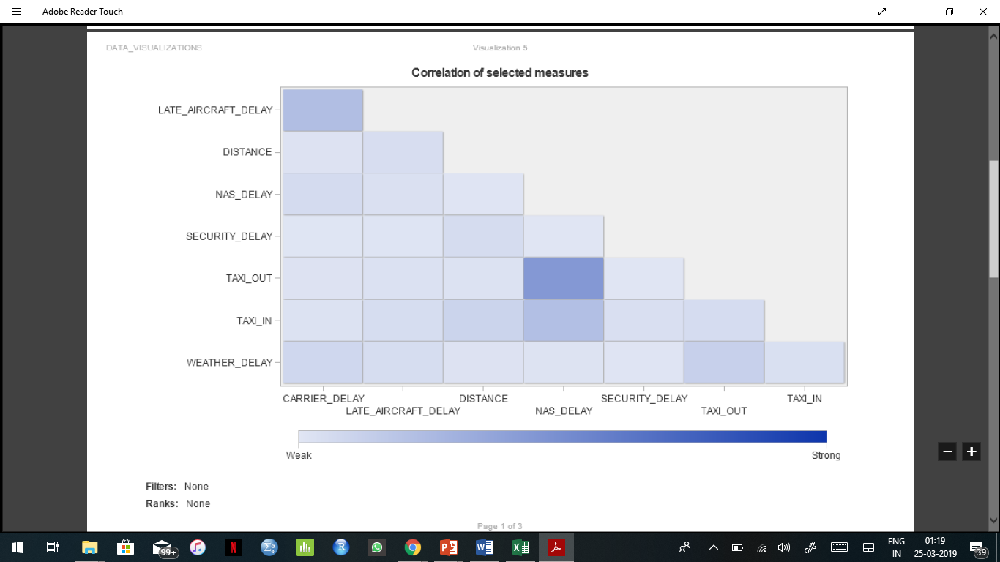 Adobe Reader Touch
DATA_VISUALIZATIONS
Visualization 5
Correlation of selected measures
LATE_AIRCRAFT_DELAY
DISTANCE
NAS_DELAY
SECURITY_DELAY
TAXI_OUT
TAXI_IN
WEATHER_DELAY
CARRIER_DELAY DISTANCE SECURITY_DELAY TAXI_IN
LATE_AIRCRAFT_DELAY NAS_DELAY TAXI_OUT
Weak Strong
Filters: None
Ranks: None
Page 1 of 3
99+
N
Σα
R
P
W
X
ENG
IN
01:19
25-03-2019
39